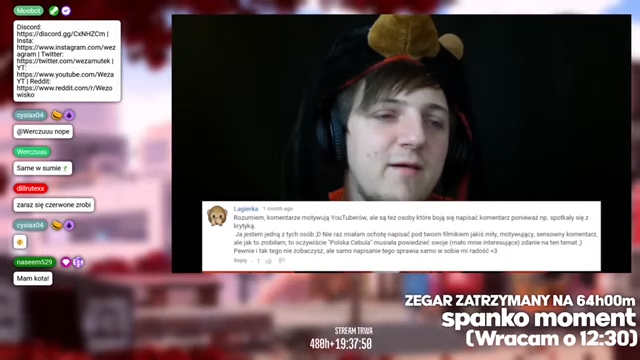 Moobot
Discord:
https://discord.gg/CxNHZCm |
Insta:
https://www.instagram.com/wez
agram | Twitter:
https://twitter.com/wezamutek |
YT:
https://www.youtube.com/Weza
YT | Reddit:
https://www.reddit.com/r/Wezo
wisko
cysiax04
@Werczuuu nope
Werczuuu
Same w sumie
dillrutexx
zaraz się czerwone zrobi
cysiax04
naseem529
Mam kota!
Lagierka 1 month ago
Rozumiem, komentarze motywują YouTuberów, ale są też osoby które boją się napisać komentarz ponieważ np. spotkały się z
krytyką.
Ja jestem jedną z tych osób ;D Nie raz miałam ochotę napisać pod twoim filmikiem jakiś miły, motywujący, sensowny komentarz,
ale jak to zrobiłam, to oczywiście "Polska Cebula" musiała powiedzieć swoje (mało mnie interesujące) zdanie na ten temat ;)
Pewnie i tak tego nie zobaczysz, ale samo napisanie tego sprawia samo w sobie mi radość <3
Reply · 1
ZEGAR ZATRZYMANY NA 64h00m
spanko moment
(Wracam o 12:30)
STREAM TRWA
480h+19:37:50